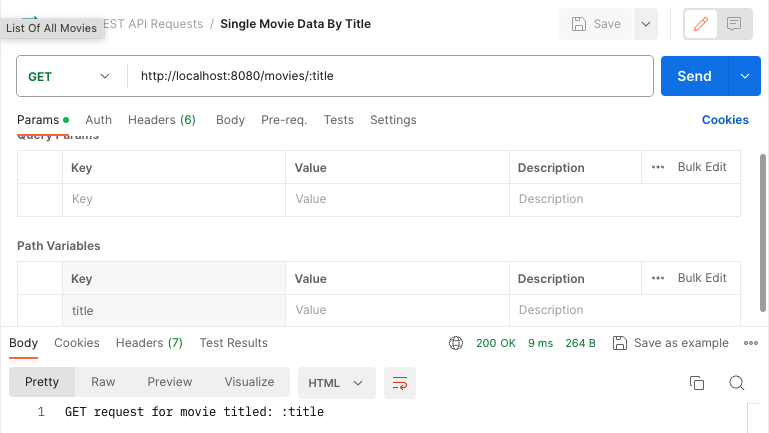 EST API Requests / Single Movie Data By Title
Save
List Of All Movies
GET
http://localhost:8080/movies/:title
Send
Params Auth Headers (6) Body Pre-req. Tests Settings
Cookies
Query Params
Key Value Description ••• Bulk Edit
Key Value Description
Path Variables
Key Value Description ••• Bulk Edit
title Value Description
Body Cookies Headers (7) Test Results
200 OK 9 ms 264 B Save as example •••
Pretty Raw Preview Visualize HTML
1 GET request for movie titled: :title